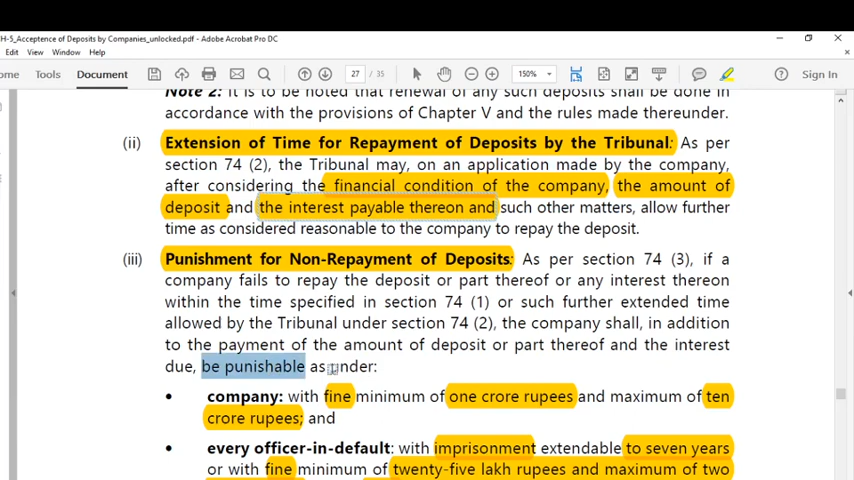 CH-5_Acceptence of Deposits by Companies_unlocked.pdf - Adobe Acrobat Pro DC
Edit View Window Help
ome Tools Document 27 / 35 150% Sign In
Note 2: It is to be noted that renewal of any such deposits shall be done in
accordance with the provisions of Chapter V and the rules made thereunder.
(ii) Extension of Time for Repayment of Deposits by the Tribunal: As per
section 74 (2), the Tribunal may, on an application made by the company,
after considering the financial condition of the company, the amount of
deposit and the interest payable thereon and such other matters, allow further
time as considered reasonable to the company to repay the deposit.
(iii) Punishment for Non-Repayment of Deposits: As per section 74 (3), if a
company fails to repay the deposit or part thereof or any interest thereon
within the time specified in section 74 (1) or such further extended time
allowed by the Tribunal under section 74 (2), the company shall, in addition
to the payment of the amount of deposit or part thereof and the interest
due, be punishable as under:
• company: with fine minimum of one crore rupees and maximum of ten
crore rupees; and
• every officer-in-default: with imprisonment extendable to seven years
or with fine minimum of twenty-five lakh rupees and maximum of two